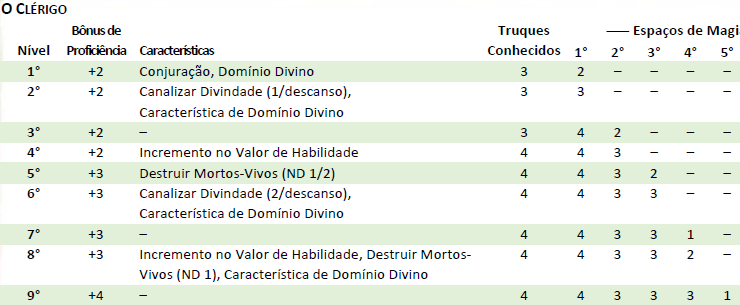 O CLÉRIGO
Bônus de Truques —— Espaços de Magi
Nível Proficiência Características Conhecidos 1° 2° 3° 4° 5°
1° +2 Conjuração, Domínio Divino 3 2 – – – –
2° +2 Canalizar Divindade (1/descanso), 3 3 – – – –
Característica de Domínio Divino
3° +2 – 3 4 2 – – –
4° +2 Incremento no Valor de Habilidade 4 4 3 – – –
5° +3 Destruir Mortos-Vivos (ND 1/2) 4 4 3 2 – –
6° +3 Canalizar Divindade (2/descanso), 4 4 3 3 – –
Característica de Domínio Divino
7° +3 – 4 4 3 3 1 –
8° +3 Incremento no Valor de Habilidade, Destruir Mortos- 4 4 3 3 2 –
Vivos (ND 1), Característica de Domínio Divino
9° +4 – 4 4 3 3 3 1